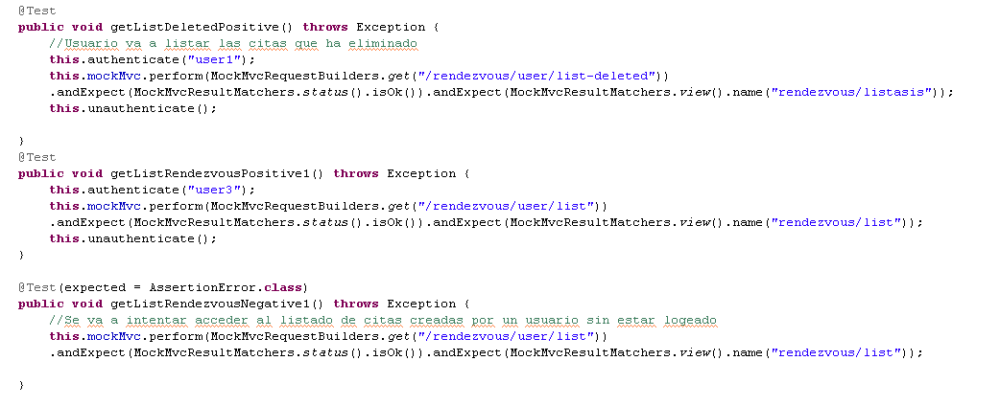 @Test
public void getListDeletedPositive() throws Exception {
//Usuario va a listar las citas que ha eliminado
this.authenticate("user1");
this.mockMvc.perform(MockMvcRequestBuilders.get("/rendezvous/user/list-deleted"))
.andExpect(MockMvcResultMatchers.status().isOk()).andExpect(MockMvcResultMatchers.view().name("rendezvous/listasis"));
this.unauthenticate();
}
@Test
public void getListRendezvousPositive1() throws Exception {
this.authenticate("user3");
this.mockMvc.perform(MockMvcRequestBuilders.get("/rendezvous/user/list"))
.andExpect(MockMvcResultMatchers.status().isOk()).andExpect(MockMvcResultMatchers.view().name("rendezvous/list"));
this.unauthenticate();
}
@Test(expected = AssertionError.class)
public void getListRendezvousNegative1() throws Exception {
//Se va a intentar acceder al listado de citas creadas por un usuario sin estar logeado
this.mockMvc.perform(MockMvcRequestBuilders.get("/rendezvous/user/list"))
.andExpect(MockMvcResultMatchers.status().isOk()).andExpect(MockMvcResultMatchers.view().name("rendezvous/list"));
}